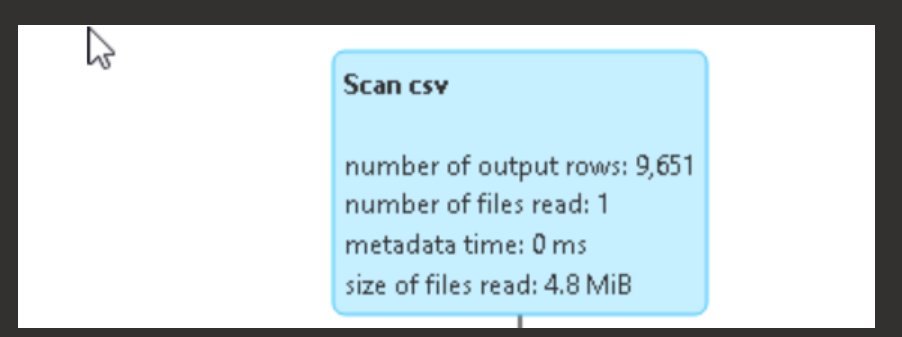 Scan csv
number of output rows: 9,651
number of files read: 1
metadata time: 0 ms
size of files read: 4.8 MiB